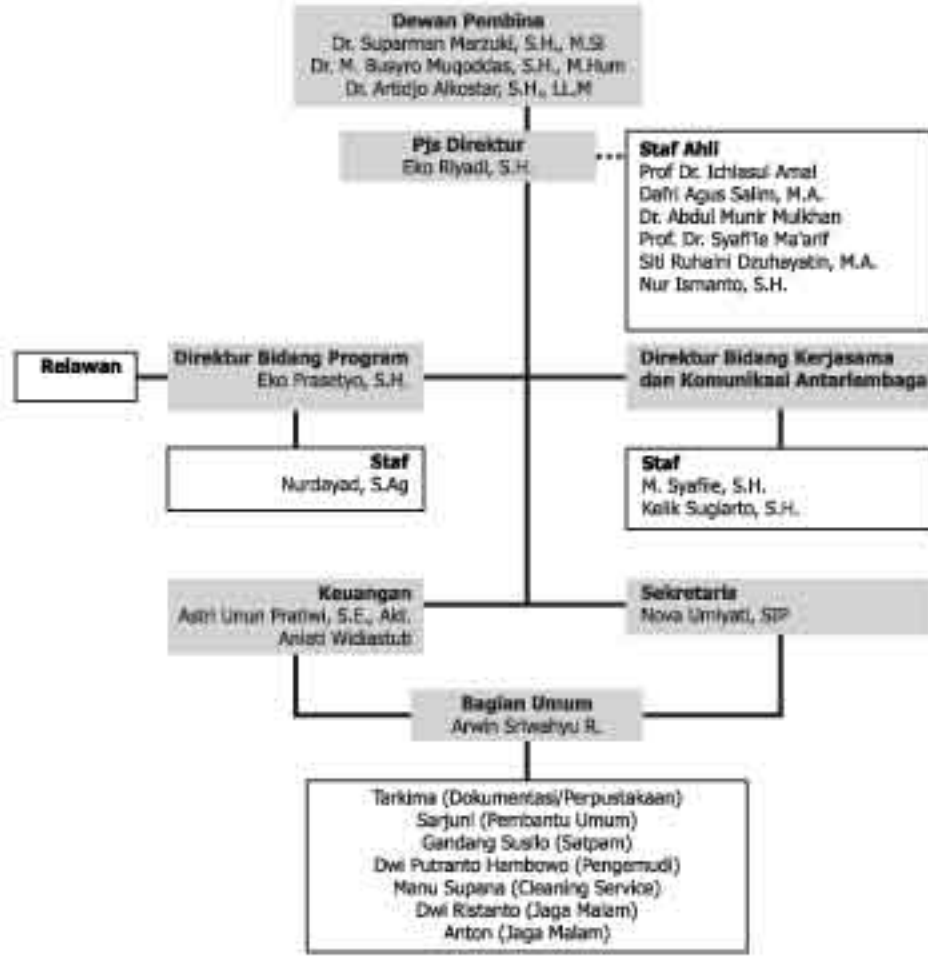 Dewan Pembina
Dr. Suparman Marzuki, S.H., M.Si
Dr. M. Busyro Muqoddas, S.H., M.Hum
Dr. Artidjo Alkostar, S.H., LL.M
Pjs Direktur
Eko Riyadi, S.H.
Staf Ahli
Prof Dr. Ichlasul Amal
Dafri Agus Salim, M.A.
Dr. Abdul Munir Mulkhan
Prof. Dr. Syafi'ie Ma'arif
Siti Ruhaini Dzuhayatin, M.A.
Nur Ismanto, S.H.
Relawan
Direktur Bidang Program
Eko Prasetyo, S.H.
Direktur Bidang Kerjasama
dan Komunikasi Antarlembaga
Staf
Nurdayad, S.Ag
Staf
M. Syafiie, S.H.
Kelik Sugiarto, S.H.
Keuangan
Astri Unun Pratiwi, S.E., Akt.
Aniati Widiastuti
Sekretaris
Nova Umiyati, SIP
Bagian Umum
Arwin Sriwahyu R.
Tarkima (Dokumentasi/Perpustakaan)
Sarjuni (Pembantu Umum)
Gandang Susilo (Satpam)
Dwi Putranto Hambowo (Pengemudi)
Manu Supana (Cleaning Service)
Dwi Ristanto (Jaga Malam)
Anton (Jaga Malam)